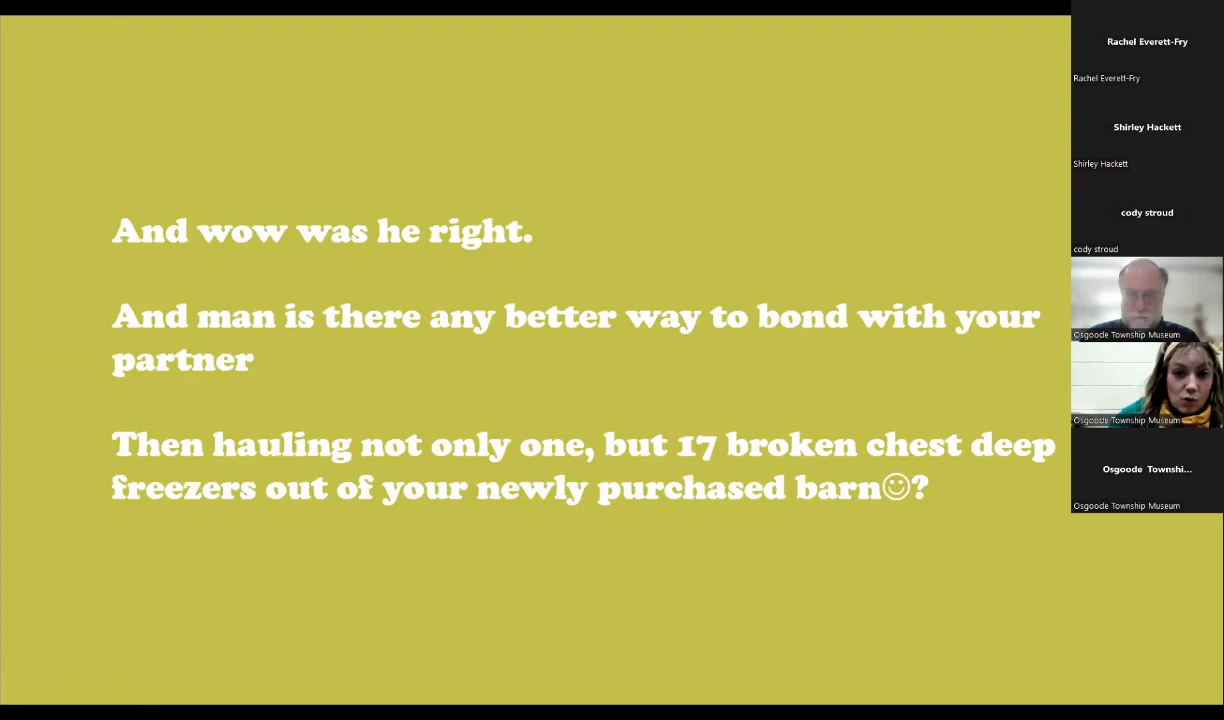 And wow was he right.
And man is there any better way to bond with your
partner
Then hauling not only one, but 17 broken chest deep
freezers out of your newly purchased barn☺?
Rachel Everett-Fry
Rachel Everett-Fry
Shirley Hackett
Shirley Hackett
cody stroud
cody stroud
Osgoode Township Museum
Osgoode Township Museum
Osgoode Townshi...
Osgoode Township Museum